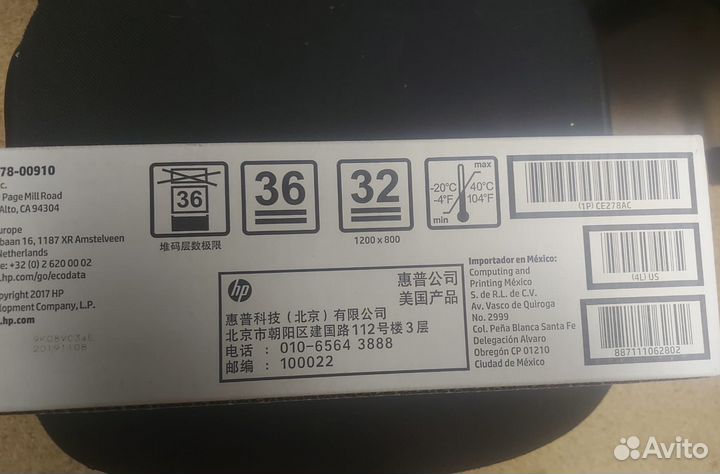 78-00910
c.
Page Mill Road
Alto, CA 94304
urope
baan 16, 1187 XR Amstelveen
Netherlands
e: +32 (0) 2 620 00 02
.hp.com/go/ecodata
pyright 2017 HP
elopment Company, L.P.
.hp.com
20191108
36
堆码层数极限
36
32
1200 x 800
max
-20°C
-4°F
40°C
104°F
min
(1P) CE278AC
(4L) US
887111062802
hp
惠普公司
美国产品
惠普科技（北京）有限公司
北京市朝阳区建国路112号楼3层
电话： 010-6564 3888
邮编： 100022
Importador en México:
Computing and
Printing México
S. de R.L. de C.V.
Av. Vasco de Quiroga
No. 2999
Col. Peña Blanca Santa Fe
Delegación Alvaro
Obregón CP 01210
Ciudad de México
Avito